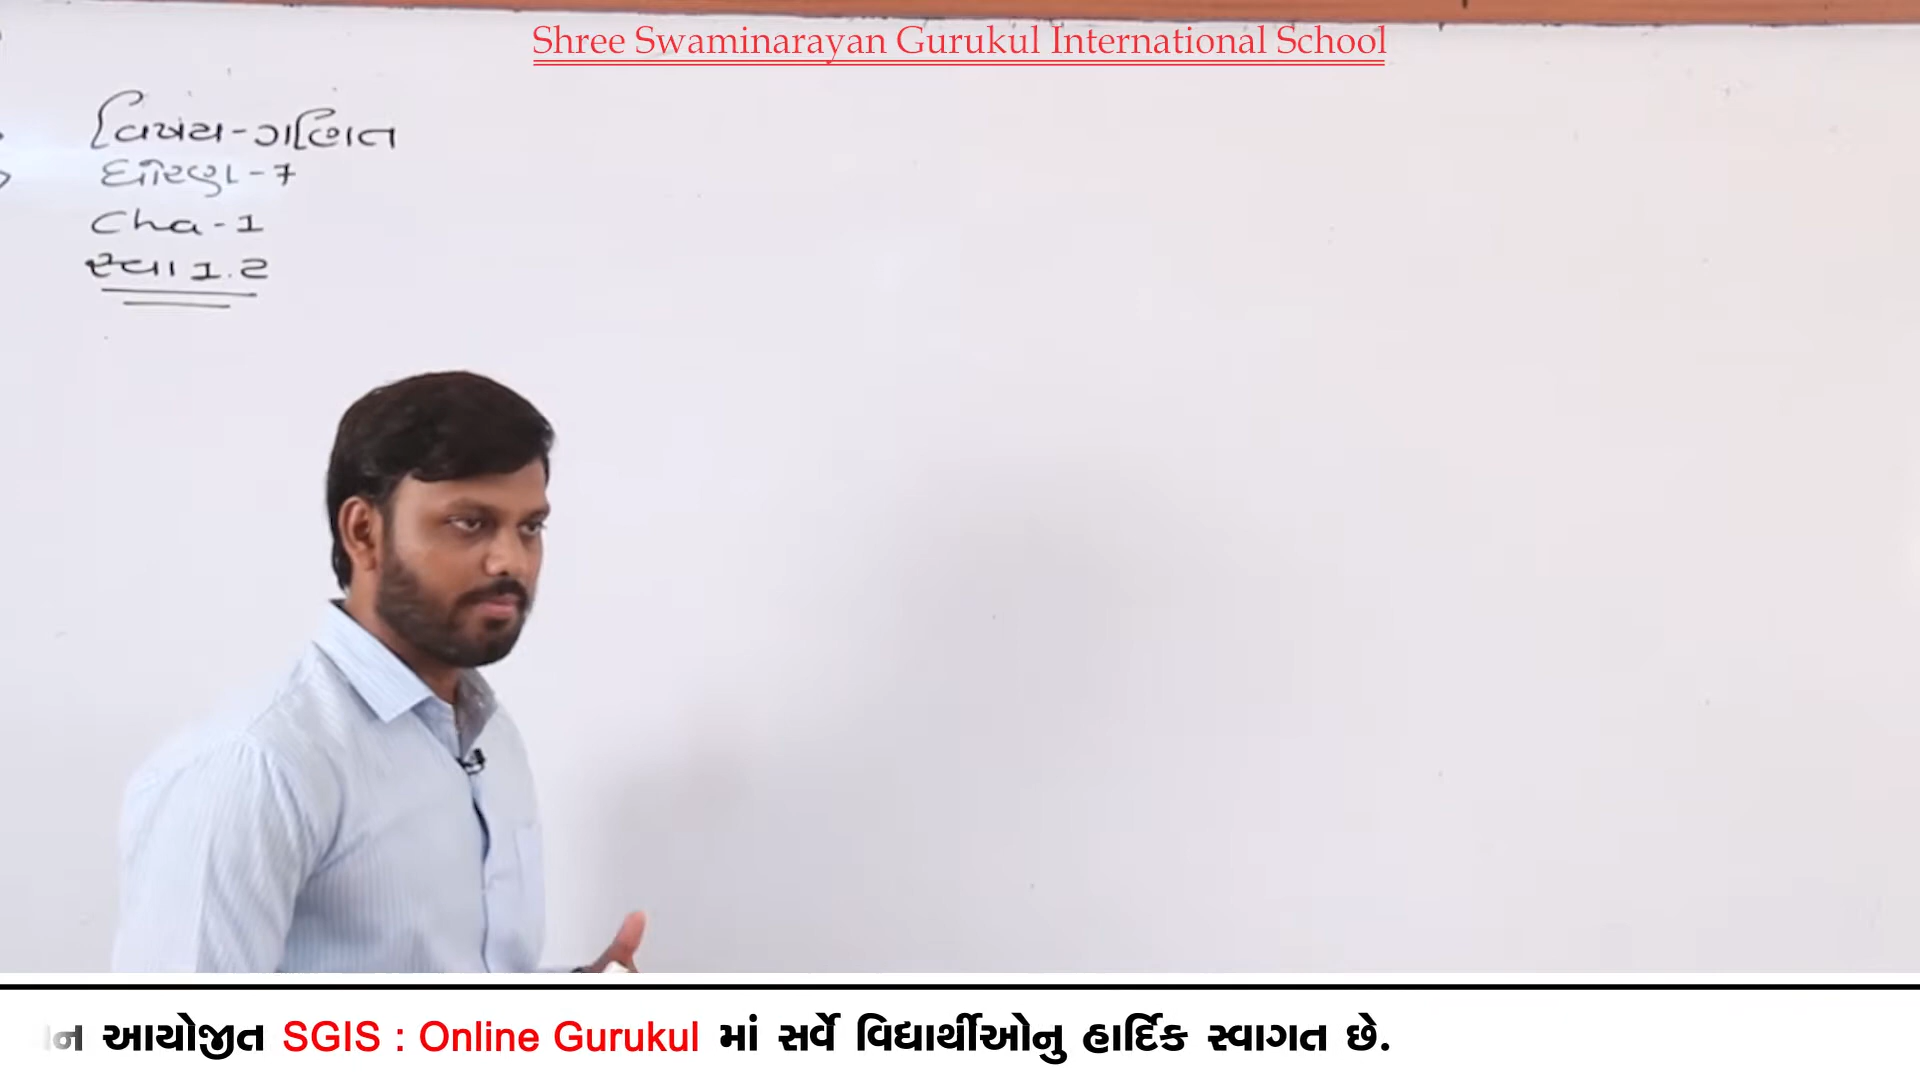 Shree Swaminarayan Gurukul International School
વિષય-ગણિત
ધોરણ-7
Cha-1
સ્વા 1.2
આયોજીત SGIS : Online Gurukul માં સર્વે વિદ્યાર્થીઓનુ હાર્દિક સ્વાગત છે.